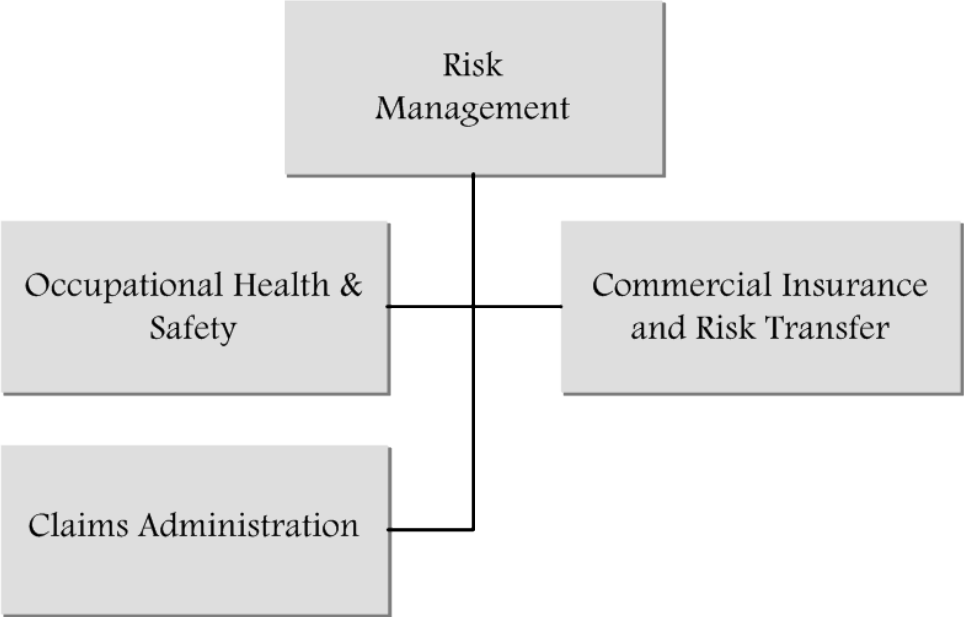 Risk
Management
Occupational Health &
Safety
Commercial Insurance
and Risk Transfer
Claims Administration